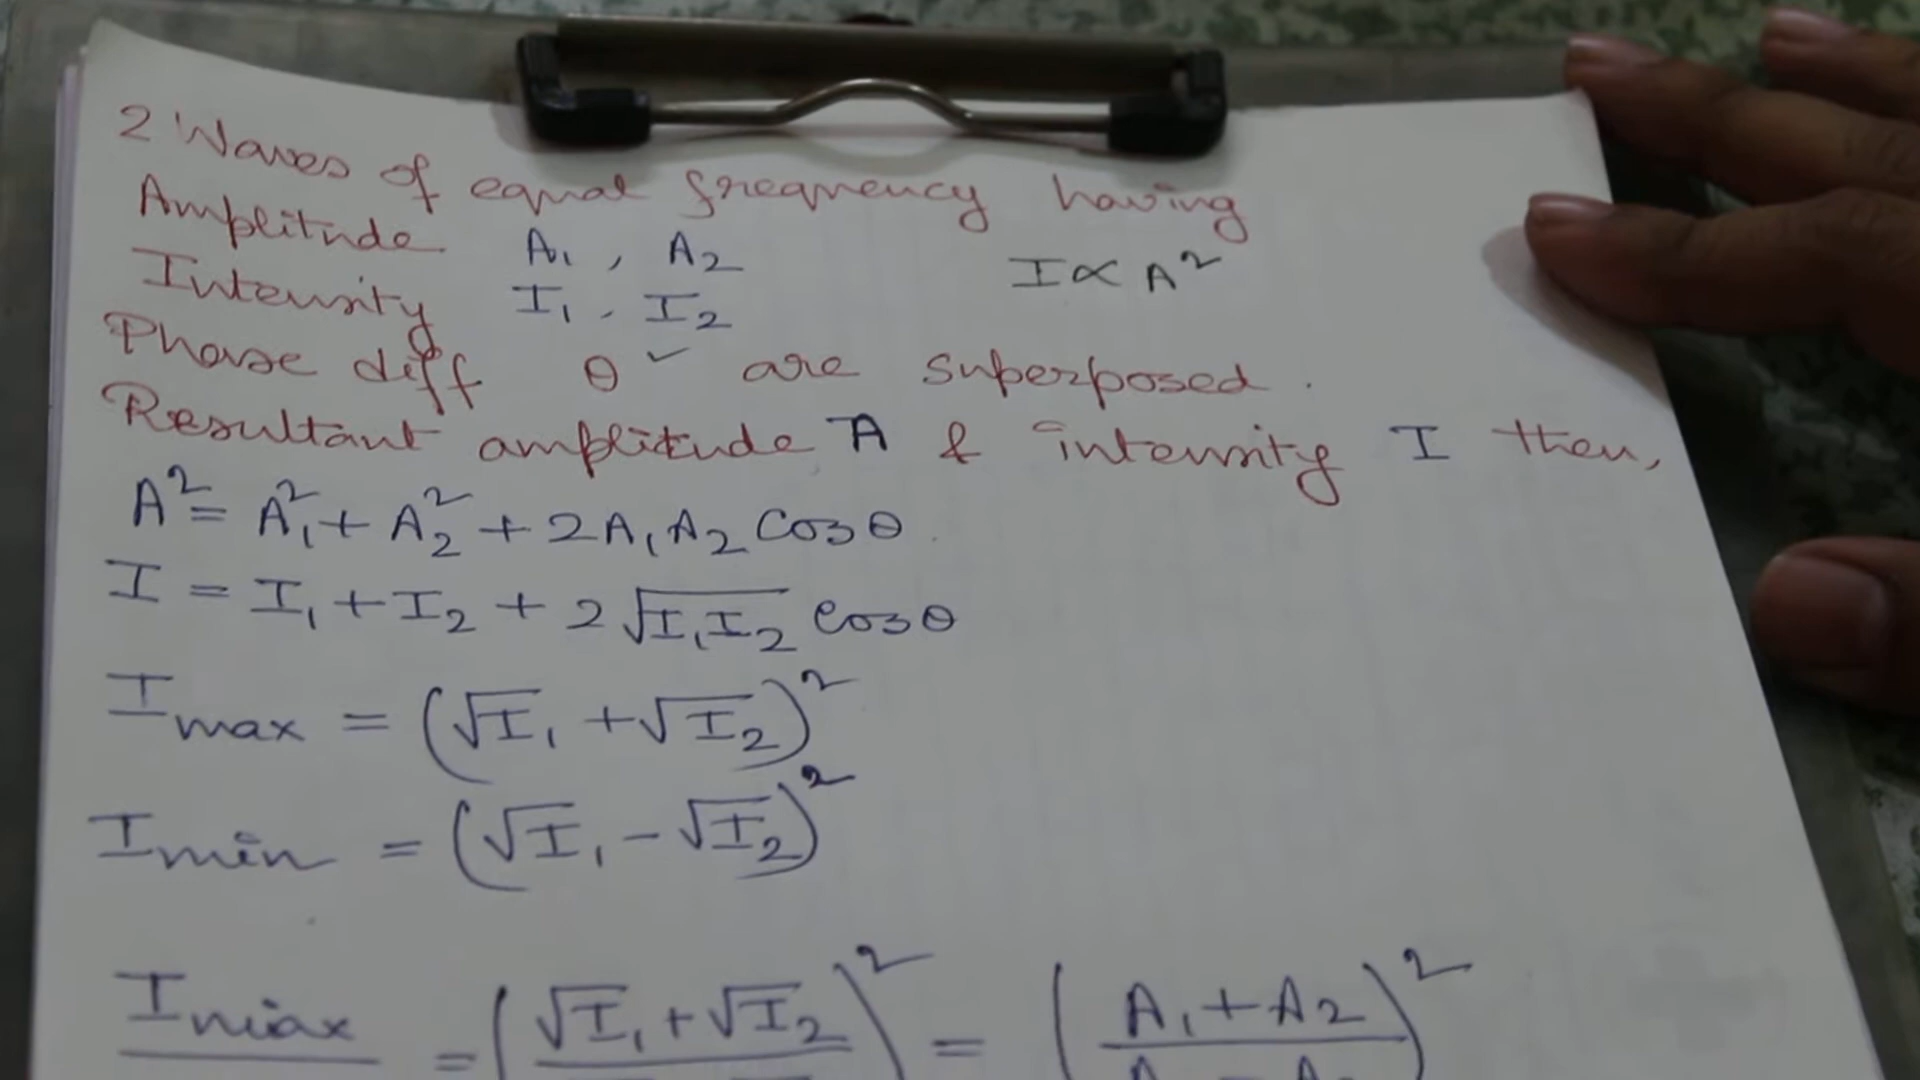 2 Waves of equal frequency having
Amplitude A₁, A₂
I ∝ A²
Intensity I₁, I₂
Phase diff θ ✓ are superposed.
Resultant amplitude A & intensity I then,
A² = A₁² + A₂² + 2A₁A₂ Cosθ
I = I₁ + I₂ + 2√(I₁I₂) Cosθ
Imax = (√I₁ + √I₂)²
Imin = (√I₁ - √I₂)²
Imax = (√I₁ + √I₂)² = (A₁ + A₂)²